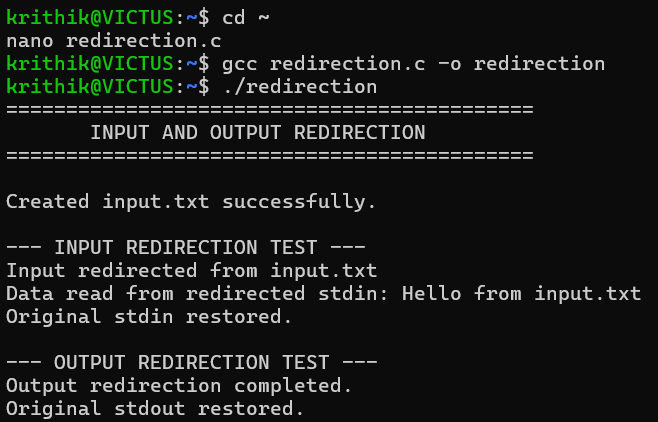 krithik@VICTUS:~$ cd ~
nano redirection.c
krithik@VICTUS:~$ gcc redirection.c -o redirection
krithik@VICTUS:~$ ./redirection
============================================
       INPUT AND OUTPUT REDIRECTION
============================================

Created input.txt successfully.

--- INPUT REDIRECTION TEST ---
Input redirected from input.txt
Data read from redirected stdin: Hello from input.txt
Original stdin restored.

--- OUTPUT REDIRECTION TEST ---
Output redirection completed.
Original stdout restored.